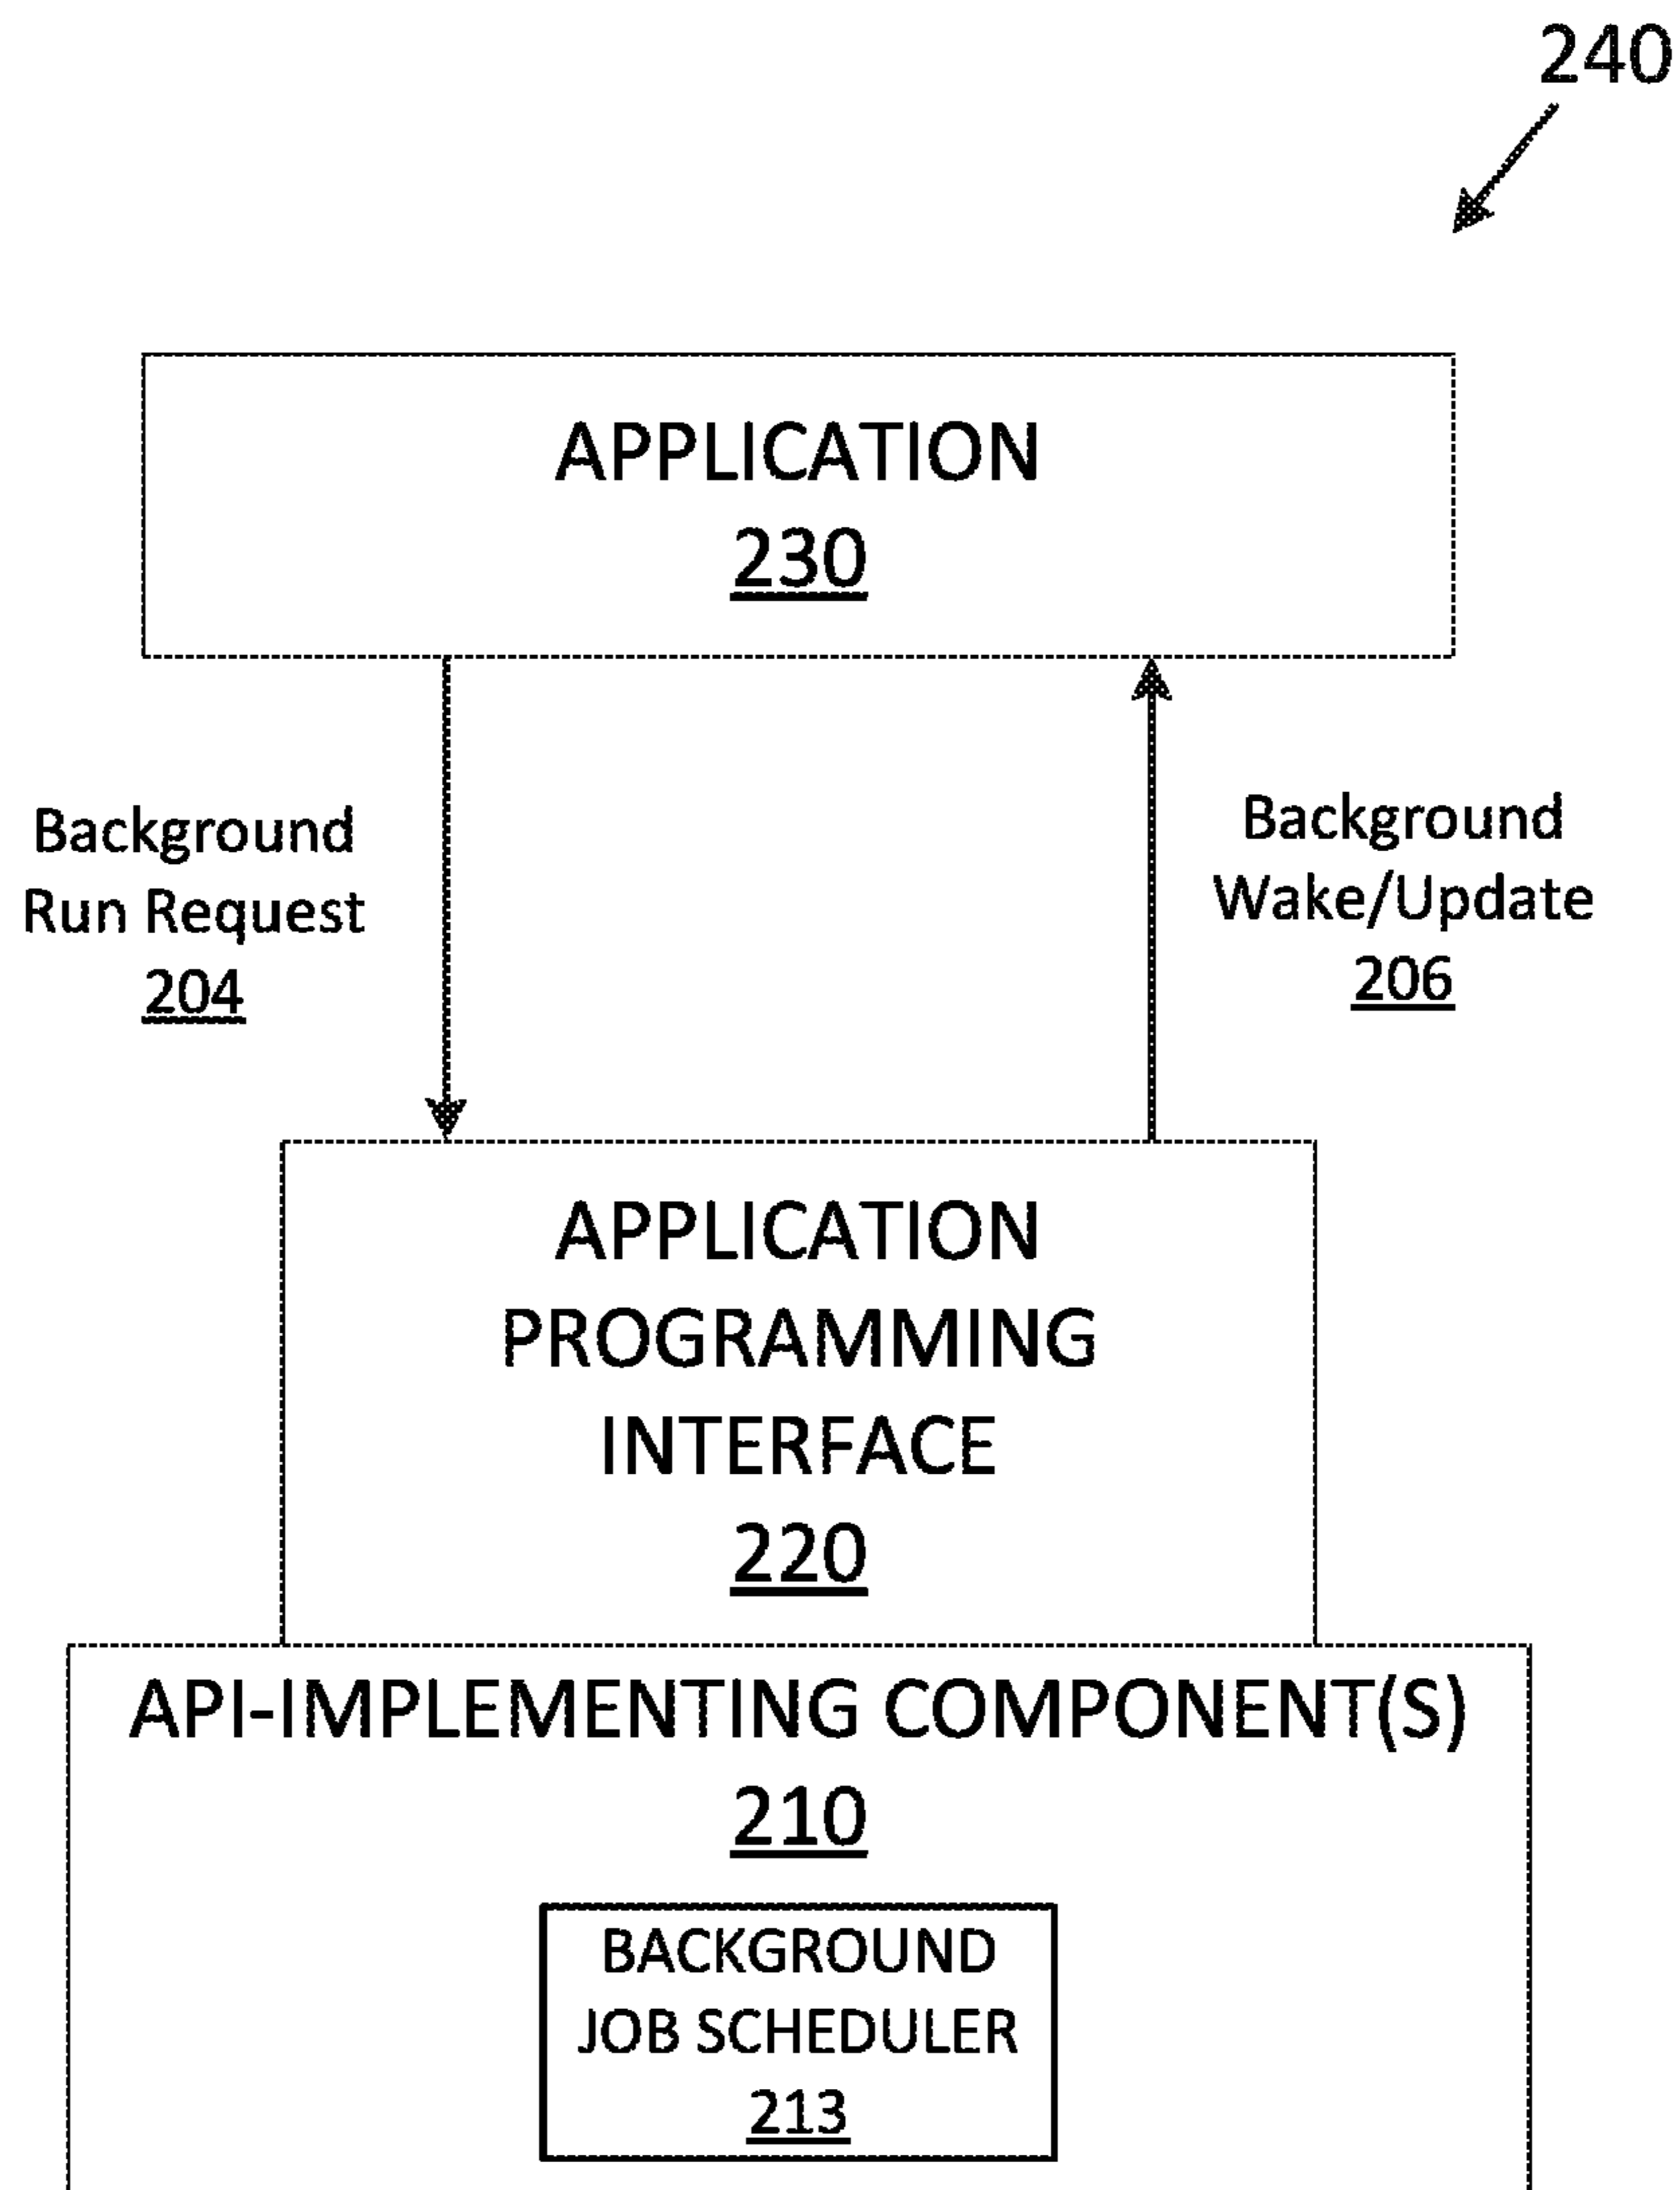 240
APPLICATION
230
Background
Run Request
204
Background
Wake/Update
206
APPLICATION
PROGRAMMING
INTERFACE
220
API-IMPLEMENTING COMPONENT(S)
210
BACKGROUND
JOB SCHEDULER
213